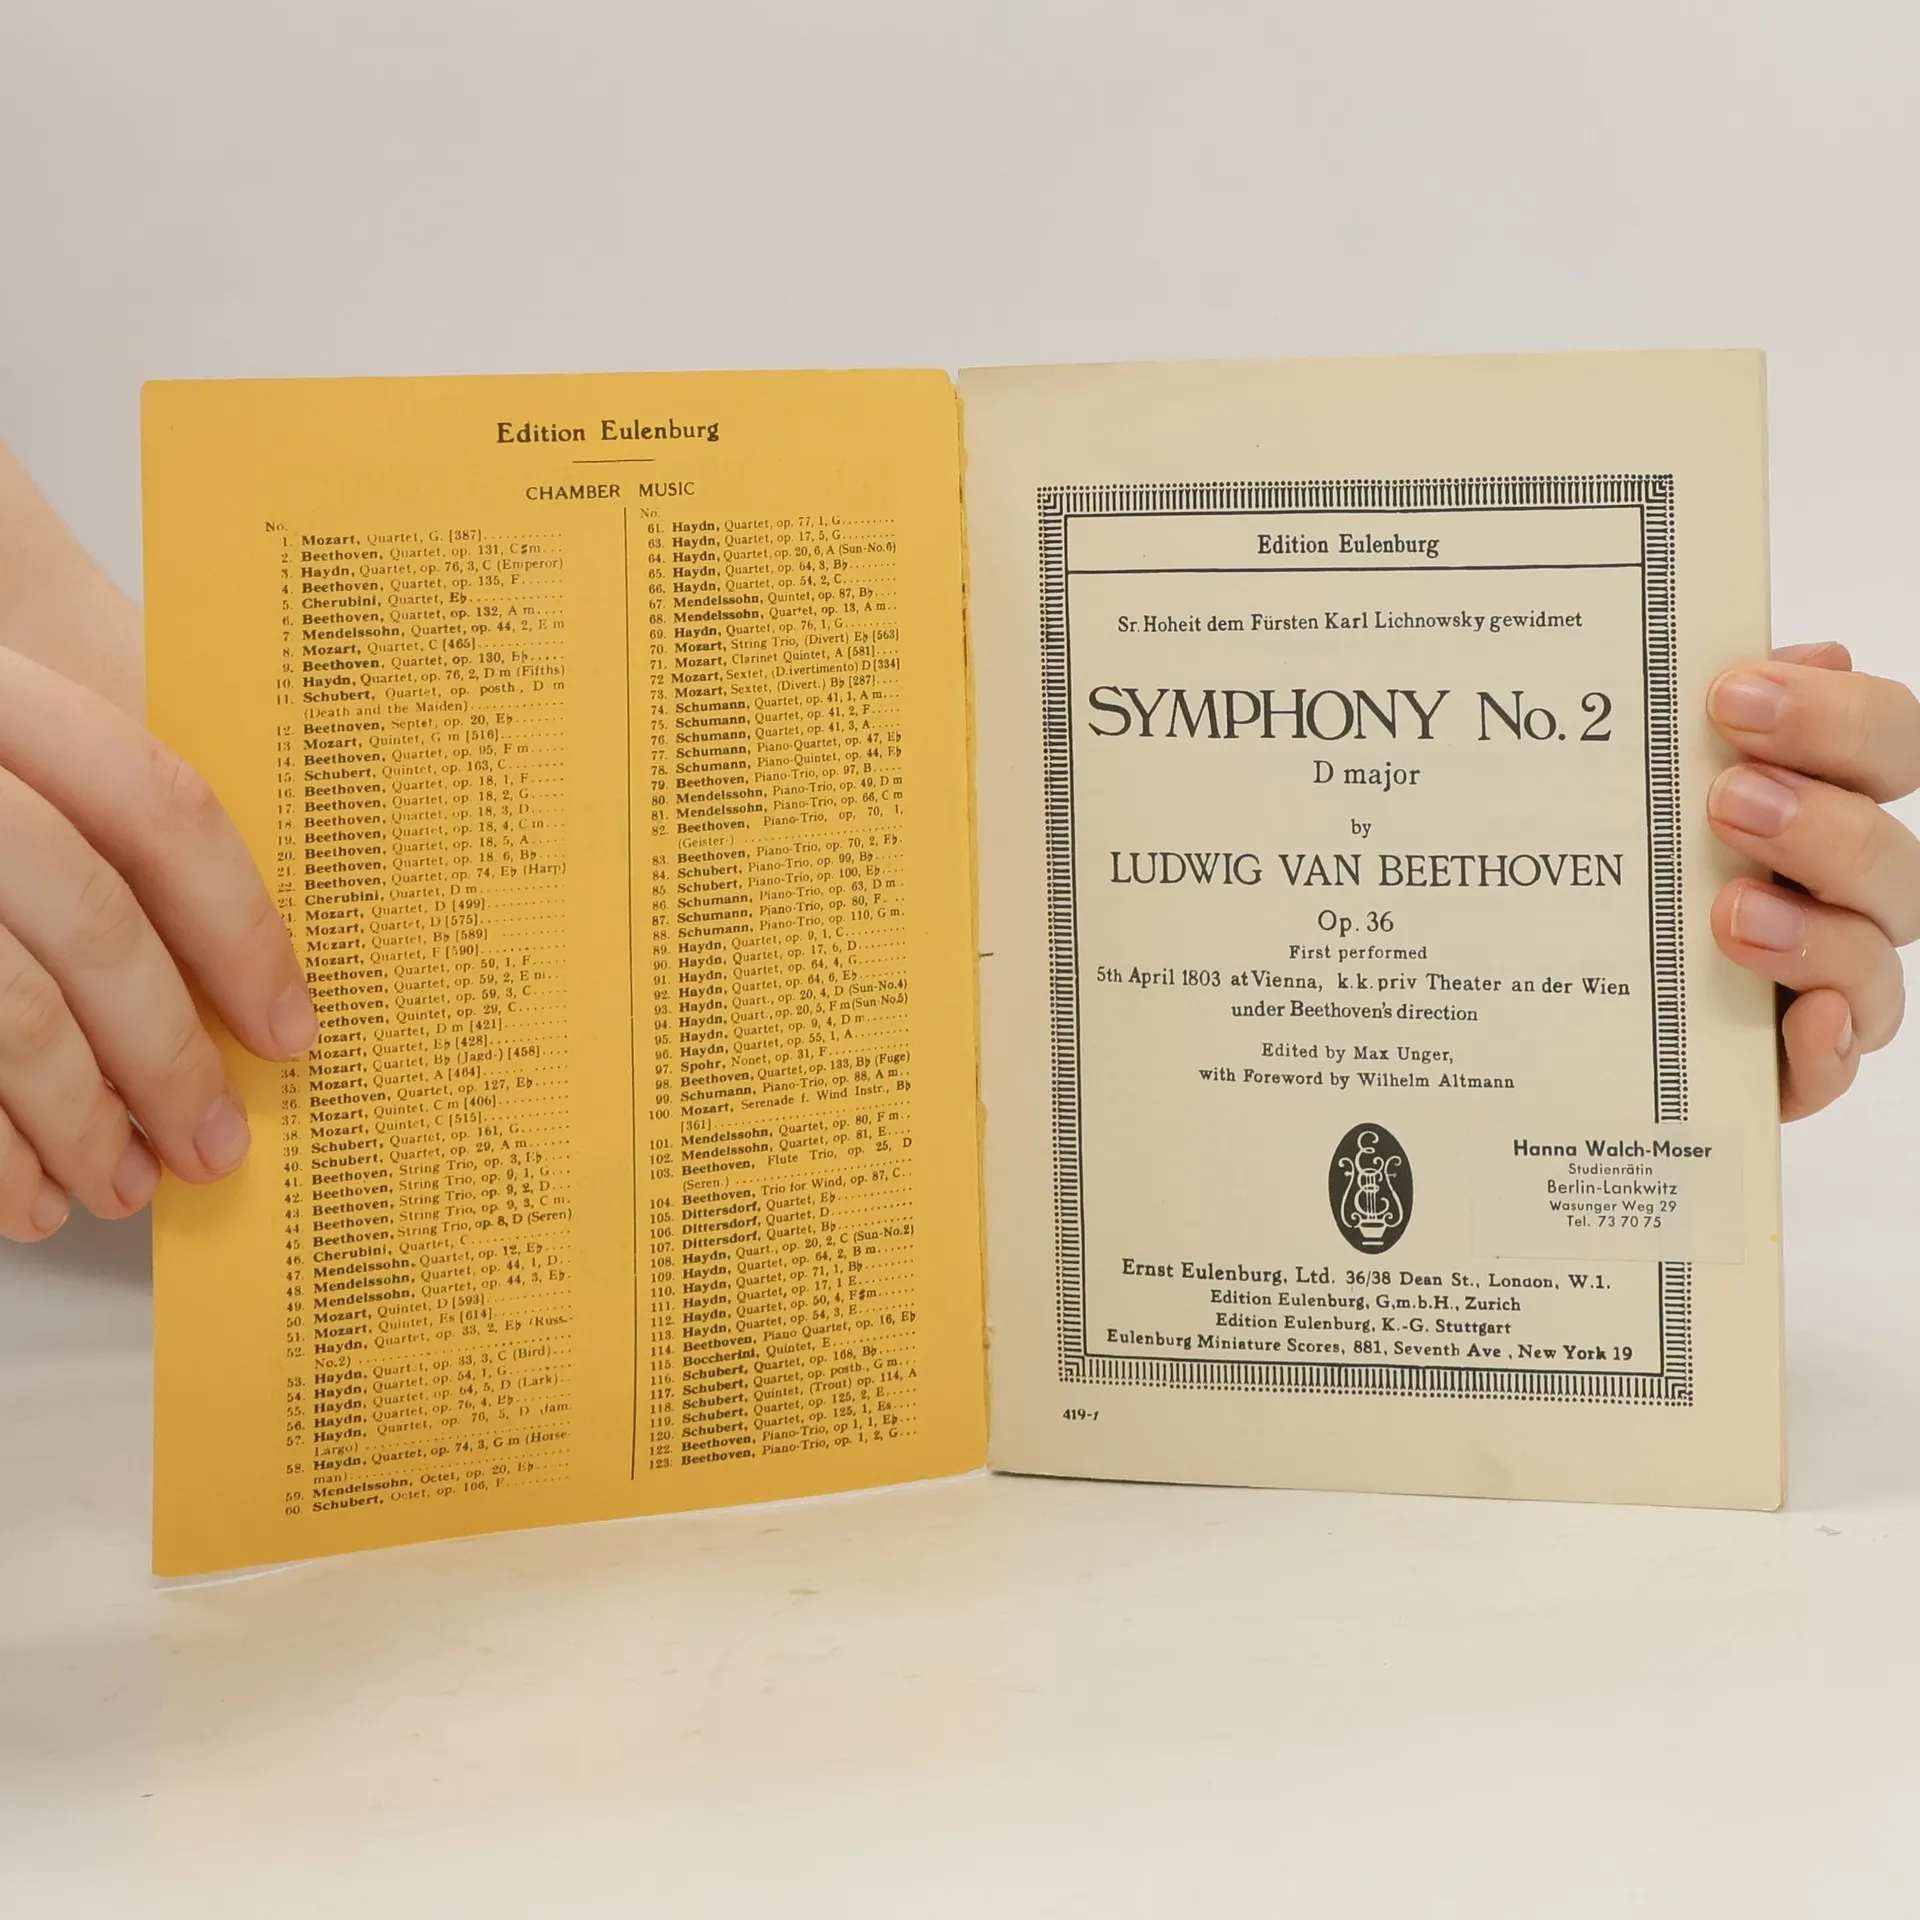 Edition Eulenburg
CHAMBER MUSIC
No.
1. Mozart, Quartet, G. [387]...........
2. Beethoven, Quartet, op. 131, C♯m...
3. Haydn, Quartet, op. 76, 3, C (Emperor)
4. Beethoven, Quartet, op. 135, F......
5. Cherubini, Quartet, E♭.............
6. Beethoven, Quartet, op. 132, A m....
7. Mendelssohn, Quartet, op. 44, 2, E m
8. Mozart, Quartet, C [465]............
9. Beethoven, Quartet, op. 130, B♭.....
10. Haydn, Quartet, op. 76, 2, D m (Fifths)
11. Schubert, Quartet, op. posth., D m
(Death and the Maiden).............
12. Beethoven, Septet, op. 20, E♭.......
13 Mozart, Quintet, G m [516]..........
14. Beethoven, Quartet, op. 95, F m.....
15. Schubert, Quintet, op. 163, C........
16. Beethoven, Quartet, op. 18, 1, F.....
17. Beethoven, Quartet, op. 18, 2, G.....
18. Beethoven, Quartet, op. 18, 3, D.....
19. Beethoven, Quartet, op. 18, 4, C m...
20. Beethoven, Quartet, op. 18, 5, A.....
21. Beethoven, Quartet, op. 18. 6, B♭....
22. Beethoven, Quartet, op. 74, E♭ (Harp)
23. Cherubini, Quartet, D m............
Mozart, Quartet, D [499]............
Mozart, Quartet, D [575]............
Mozart, Quartet, B♭ [589] ..........
Mozart, Quartet, F [590]............
Beethoven, Quartet, op. 59, 1, F.....
Beethoven, Quartet, op. 59, 2, E m...
Beethoven, Quartet, op. 59, 3, C.....
eethoven, Quintet, op. 29, C.......
ozart, Quartet, D m [421].........
Mozart, Quartet, E♭ [428]...........
34. Mozart, Quartet, B♭ (Jagd-) [458]....
35. Mozart, Quartet, A [464]............
36. Beethoven, Quartet, op. 127, E♭.....
37. Mozart, Quintet, C m [406]..........
38. Mozart, Quintet, C [515]............
39. Schubert, Quartet, op. 161, G.......
40. Schubert, Quartet, op. 29, A m......
41. Beethoven, String Trio, op. 3, E♭....
42. Beethoven, String Trio, op. 9, 1, G...
43. Beethoven, String Trio, op. 9, 2, D...
44. Beethoven, String Trio, op. 9, 3, C m.
45. Beethoven, String Trio, op. 8, D (Seren)
46. Cherubini, Quartet, C..............
47. Mendelssohn, Quartet, op. 12, E♭....
48. Mendelssohn, Quartet, op. 44, 1, D..
49. Mendelssohn, Quartet, op. 44, 3, E♭.
50. Mozart, Quintet, D [593]............
51. Mozart, Quintet, Es [614]...........
52. Haydn, Quartet, op. 33, 2, E♭ (Russ.-
No.2) ............................
53. Haydn, Quartet, op. 33, 3, C (Bird)...
54. Haydn, Quartet, op. 54, 1, G........
55. Haydn, Quartet, op. 64, 5, D (Lark)..
56. Haydn, Quartet, op. 76, 4, B♭.......
57. Haydn, Quartet, op. 76, 5, D (fam.
Largo) ...........................
58. Haydn, Quartet, op. 74, 3, G m (Horse-
man)............................
59. Mendelssohn, Octet, op. 20, E♭.....
60. Schubert, Octet, op. 166, F.........
No.
61. Haydn, Quartet, op. 77, 1, G.........
63. Haydn, Quartet, op. 17, 5, G.........
64. Haydn, Quartet, op. 20, 6, A (Sun-No.6)
65. Haydn, Quartet, op. 64, 3, B♭........
66. Haydn, Quartet, op. 54, 2, C.........
67. Mendelssohn, Quintet, op. 87, B♭....
68. Mendelssohn, Quartet, op. 13, A m..
69. Haydn, Quartet, op. 76, 1, G........
70. Mozart, String Trio, (Divert) E♭ [563]
71. Mozart, Clarinet Quintet, A [581]....
72 Mozart, Sextet, (Divertimento) D [334]
73. Mozart, Sextet, (Divert.) B♭ [287]....
74. Schumann, Quartet, op. 41, 1, A m...
75. Schumann, Quartet, op. 41, 2, F.....
76. Schumann, Quartet, op. 41, 3, A.....
77. Schumann, Piano-Quartet, op. 47, E♭
78. Schumann, Piano-Quintet, op. 44, E♭
79. Beethoven, Piano-Trio, op. 97, B.....
80. Mendelssohn, Piano-Trio, op. 49, D m
81. Mendelssohn, Piano-Trio, op. 66, C m
82. Beethoven, Piano-Trio, op, 70, 1,
(Geister-) ........................
83. Beethoven, Piano-Trio, op. 70, 2, E♭.
84. Schubert, Piano-Trio, op. 99, B♭.....
85. Schubert, Piano-Trio, op. 100, E♭....
86. Schumann, Piano-Trio, op. 63, D m .
87. Schumann, Piano-Trio, op. 80, F. ..
88. Schumann, Piano-Trio, op. 110, G m.
89. Haydn, Quartet, op. 9, 1, C..........
90. Haydn, Quartet, op. 17, 6, D........
91. Haydn, Quartet, op. 64, 4, G........
92. Haydn, Quartet, op. 64, 6, E♭.......
93. Haydn, Quart., op. 20, 4, D (Sun-No.4)
94. Haydn, Quart., op. 20, 5, F m (Sun-No.5)
95. Haydn, Quartet, op. 9, 4, D m.......
96. Haydn, Quartet, op. 55, 1, A........
97. Spohr, Nonet, op. 31, F............
98. Beethoven, Quartet, op. 133, B♭ (Fuge)
99. Schumann, Piano-Trio, op. 88, A m..
100. Mozart, Serenade f. Wind Instr., B♭
[361]............................
101. Mendelssohn, Quartet, op. 80, F m..
102. Mendelssohn, Quartet, op. 81, E....
103. Beethoven, Flute Trio, op. 25, D
(Seren.) ..........................
104. Beethoven, Trio for Wind, op. 87, C..
105. Dittersdorf, Quartet, E♭............
106. Dittersdorf, Quartet, D.............
107. Dittersdorf, Quartet, B♭............
108. Haydn, Quart., op. 20, 2, C (Sun-No.2)
109. Haydn, Quartet, op. 64, 2, B m......
110. Haydn, Quartet, op. 71, 1, B♭.......
111. Haydn, Quartet, op. 17, 1 E.........
112. Haydn, Quartet, op. 50, 4, F♯m......
113. Haydn, Quartet, op. 54, 3, E........
114. Beethoven, Piano Quartet, op. 16, E♭
115. Boccherini, Quintet, E.............
116. Schubert, Quartet, op. 168, B♭......
117. Schubert, Quartet, op. posth., G m...
118. Schubert, Quintet, (Trout) op. 114, A
119. Schubert, Quartet, op. 125, 2, E.....
120. Schubert, Quartet, op. 125, 1, Es....
122. Beethoven, Piano-Trio, op 1, 1, E♭...
123. Beethoven, Piano-Trio, op. 1, 2, G...
Edition Eulenburg
Sr. Hoheit dem Fürsten Karl Lichnowsky gewidmet
SYMPHONY No. 2
D major
by
LUDWIG VAN BEETHOVEN
Op. 36
First performed
5th April 1803 at Vienna, k.k. priv Theater an der Wien
under Beethoven's direction
Edited by Max Unger,
with Foreword by Wilhelm Altmann
Hanna Walch-Moser
Studienrätin
Berlin-Lankwitz
Wasunger Weg 29
Tel. 73 70 75
Ernst Eulenburg, Ltd. 36/38 Dean St., London, W.1.
Edition Eulenburg, G.m.b.H., Zurich
Edition Eulenburg, K.-G. Stuttgart
Eulenburg Miniature Scores, 881, Seventh Ave., New York 19
419-1